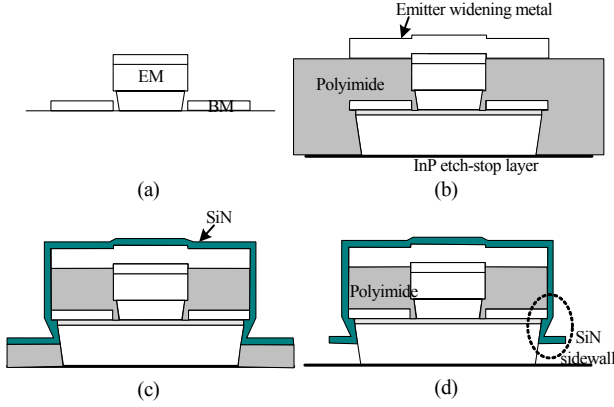 Emitter widening metal
EM
BM
Polyimide
InP etch-stop layer
(a)
(b)
SiN
Polyimide
SiN
sidewall
(c)
(d)